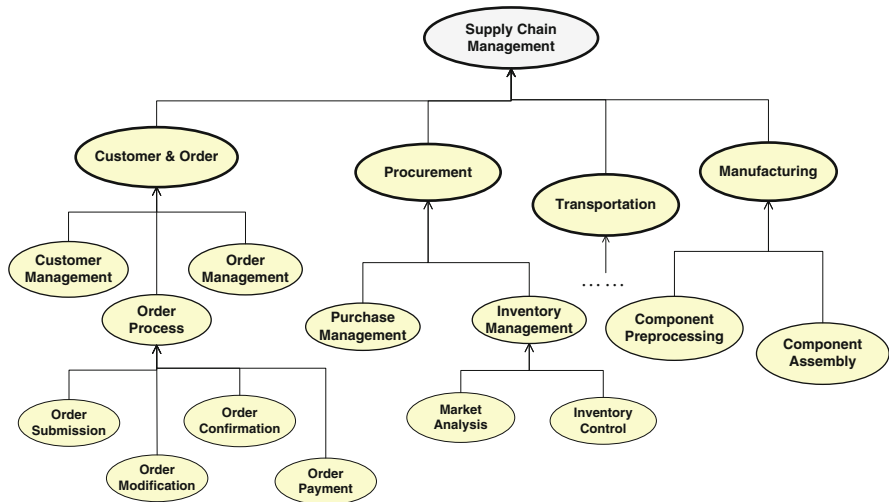 Supply Chain
Management
Customer & Order
Procurement
Manufacturing
Transportation
Customer
Management
Order
Management
Order
Process
Purchase
Management
Inventory
Management
......
Component
Preprocessing
Component
Assembly
Order
Submission
Order
Confirmation
Market
Analysis
Inventory
Control
Order
Modification
Order
Payment